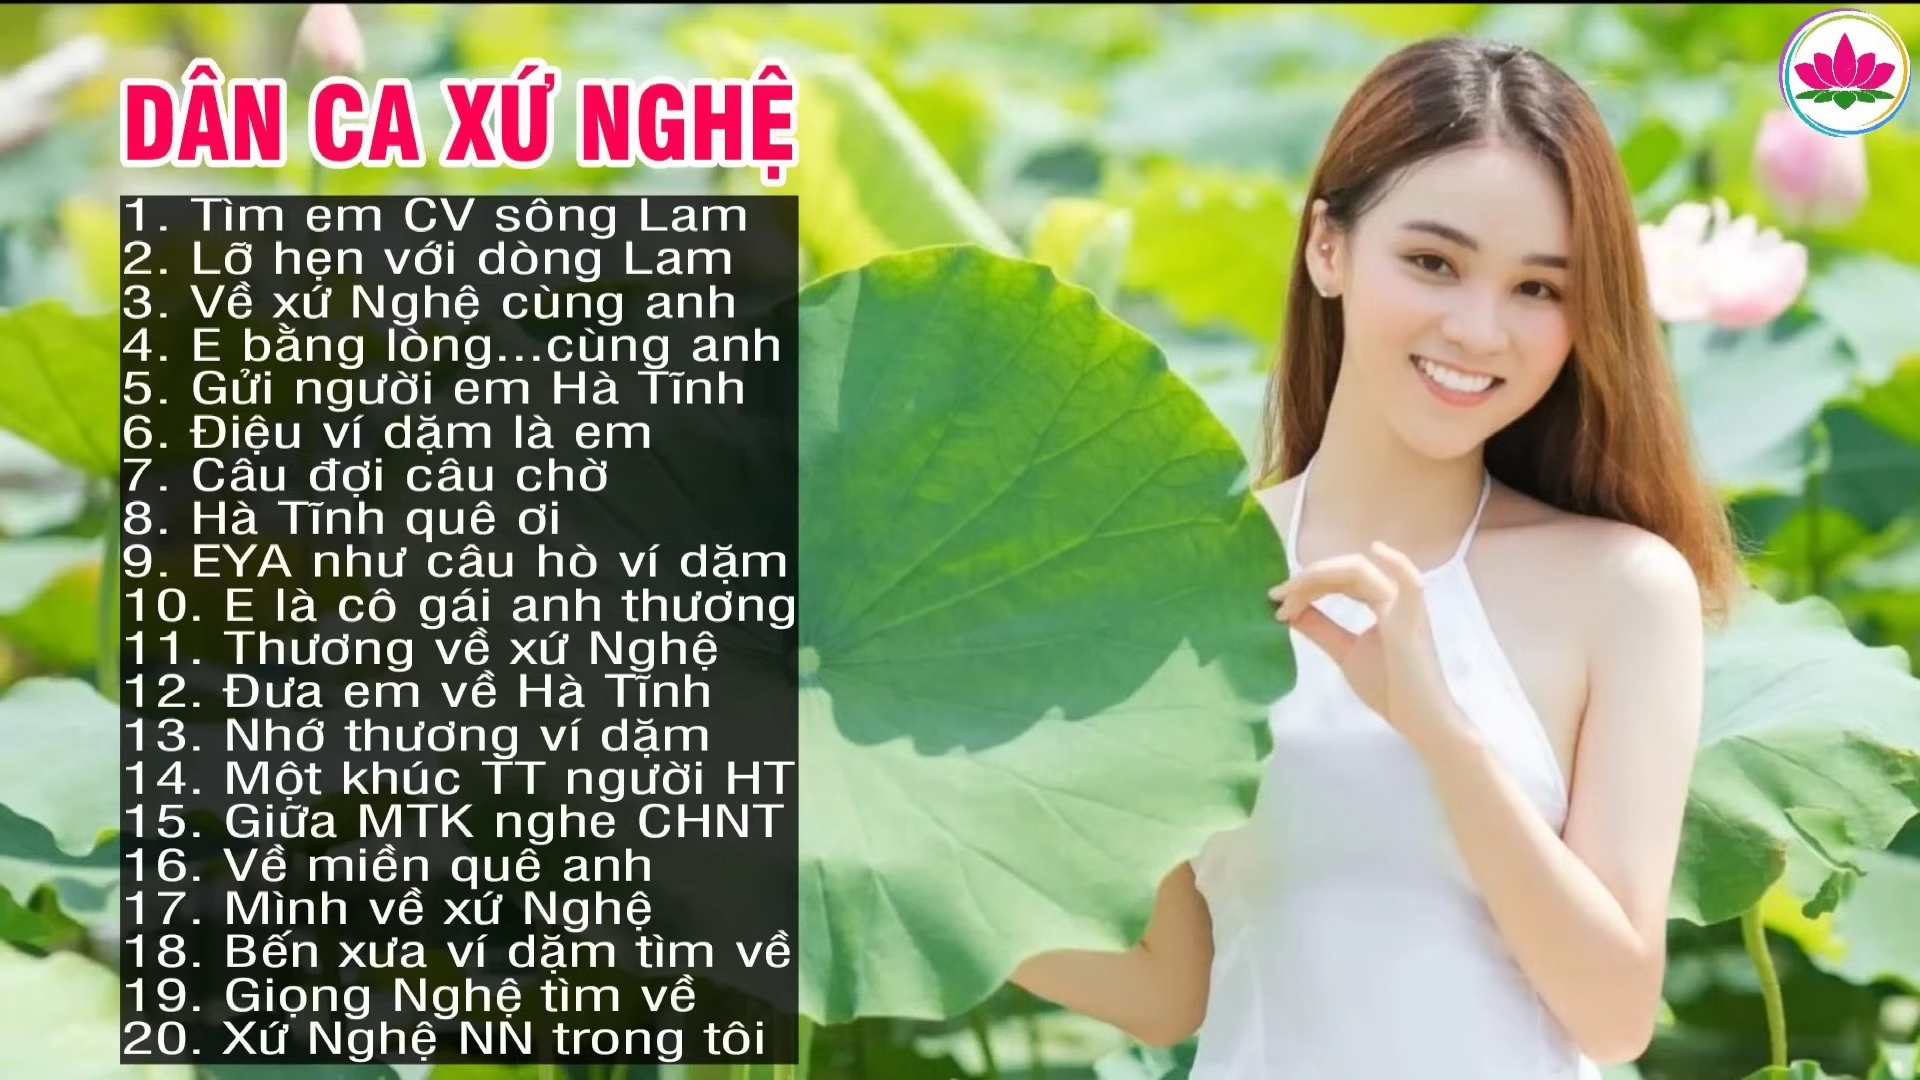 DÂN CA XỨ NGHỆ
1. Tìm em CV sông Lam
2. Lỡ hẹn với dòng Lam
3. Về xứ Nghệ cùng anh
4. E bằng lòng...cùng anh
5. Gửi người em Hà Tĩnh
6. Điệu ví dặm là em
7. Câu đợi câu chờ
8. Hà Tĩnh quê ơi
9. EYA như câu hò ví dặm
10. E là cô gái anh thương
11. Thương về xứ Nghệ
12. Đưa em về Hà Tĩnh
13. Nhớ thương ví dặm
14. Một khúc TT người HT
15. Giữa MTK nghe CHNT
16. Về miền quê anh
17. Mình về xứ Nghệ
18. Bến xưa ví dặm tìm về
19. Giọng Nghệ tìm về
20. Xứ Nghệ NN trong tôi